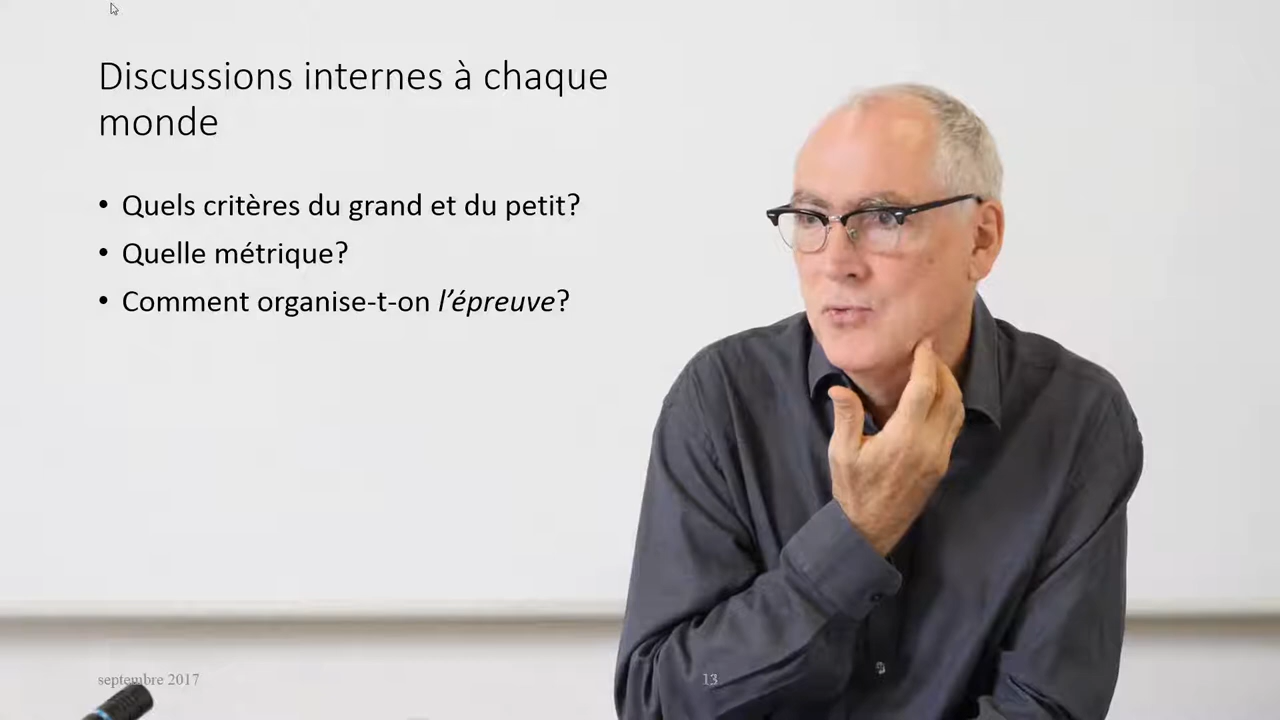 Discussions internes à chaque
monde
• Quels critères du grand et du petit?
• Quelle métrique?
• Comment organise-t-on l’épreuve?
septembre 2017
13